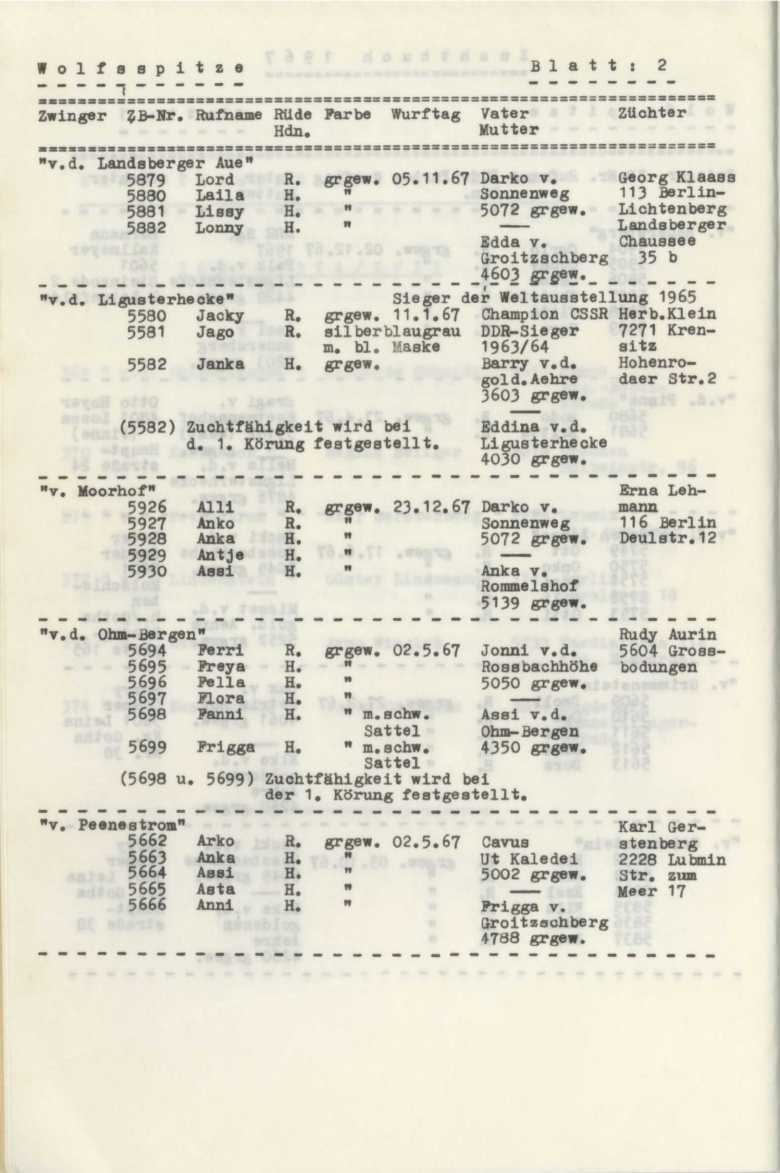 Wolfsspitze Blatt: 2
Zwinger ZB-Nr. Rufname Rüde Farbe Wurftag Vater Züchter
Hdn. Mutter
"v.d. Landsberger Aue"
5879 Lord R. grgew. 05.11.67 Darko v. Georg Klaass
5880 Laila H. " Sonnenweg 113 Berlin-
5881 Lissy H. " 5072 grgew. Lichtenberg
5882 Lonny H. " Landsberger
Edda v. Chaussee
Groitzschberg 35 b
4603 grgew.
"v.d. Ligusterhecke" Sieger der Weltausstellung 1965
5580 Jacky R. grgew. 11.1.67 Champion CSSR Herb.Klein
5581 Jago R. silberblaugrau DDR-Sieger 7271 Kren-
m. bl. Maske 1963/64 sitz
5582 Janka H. grgew. Barry v.d. Hohenro-
gold.Aehre daer Str.2
3603 grgew.
(5582) Zuchtfähigkeit wird bei Eddina v.d.
d. 1. Körung festgestellt. Ligusterhecke
4030 grgew.
"v. Moorhof" Erna Leh-
5926 Alli R. grgew. 23.12.67 Darko v. mann
5927 Anko R. " Sonnenweg 116 Berlin
5928 Anka H. " 5072 grgew. Deulstr.12
5929 Antje H. "
5930 Assi H. " Anka v.
Rommelshof
5139 grgew.
"v.d. Ohm-Bergen" Rudy Aurin
5694 Ferri R. grgew. 02.5.67 Jonni v.d. 5604 Gross-
5695 Freya H. " Rossbachhöhe bodungen
5696 Fella H. " 5050 grgew.
5697 Flora H. "
5698 Fanni H. " m.schw. Assi v.d.
Sattel Ohm-Bergen
5699 Frigga H. " m.schw. 4350 grgew.
Sattel
(5698 u. 5699) Zuchtfähigkeit wird bei
der 1. Körung festgestellt.
"v. Peenestrom" Karl Ger-
5662 Arko R. grgew. 02.5.67 Cavus stenberg
5663 Anka H. " Ut Kaledei 2228 Lubmin
5664 Assi H. " 5002 grgew. Str. zum
5665 Asta H. " Meer 17
5666 Anni H. " Frigga v.
Groitzschberg
4788 grgew.